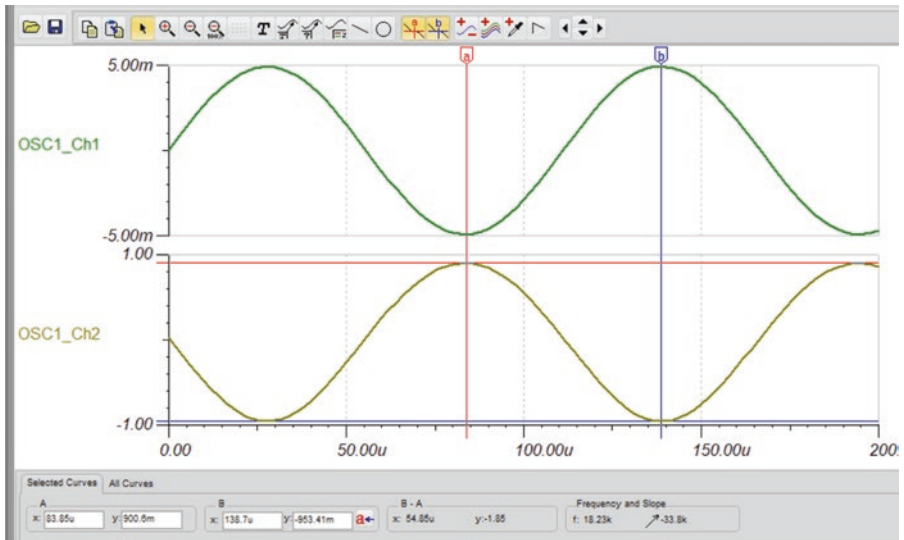 T
a b
a b
5.00m
OSC1_Ch1
-5.00m
1.00
OSC1_Ch2
-1.00
0.00 50.00u 100.00u 150.00u
Selected Curves All Curves
A B B - A Frequency and Slope
x: 83.85u y: 900.6m x: 138.7u y: -953.41m a x: 54.85u y:-1.85 f: 18.23k -33.8k